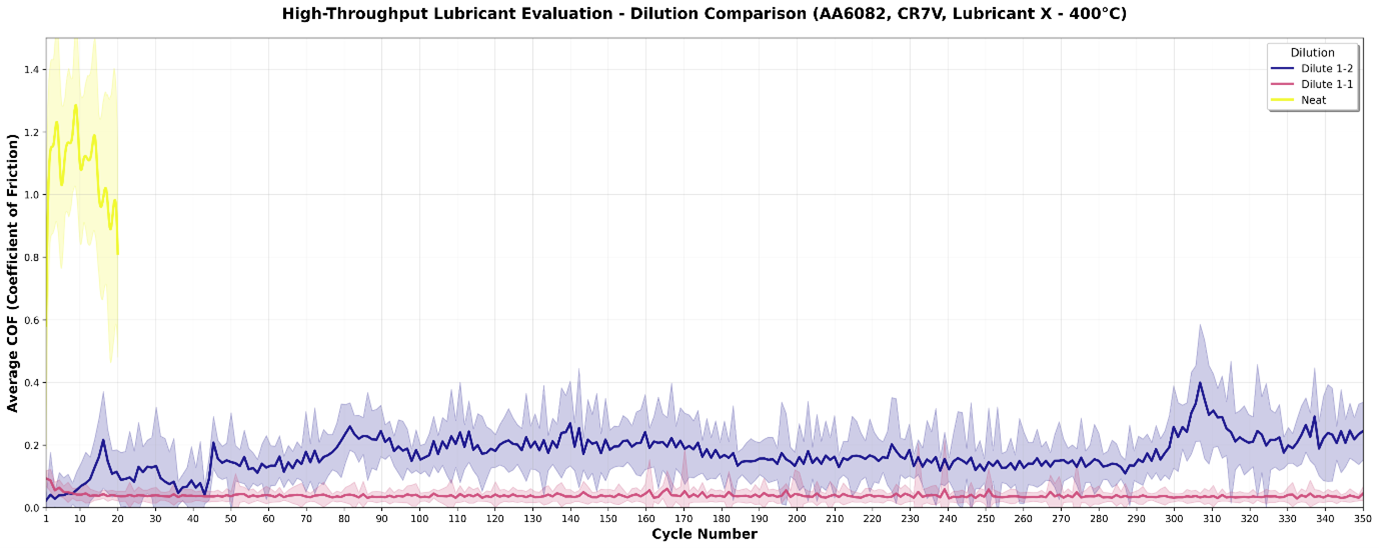 High-Throughput Lubricant Evaluation - Dilution Comparison (AA6082, CR7V, Lubricant X - 400°C)
Average COF (Coefficient of Friction)
1.4
1.2
1.0
0.8
0.6
0.4
0.2
0.0
Dilution
Dilute 1-2
Dilute 1-1
Neat
1 10 20 30 40 50 60 70 80 90 100 110 120 130 140 150 160 170 180 190 200 210 220 230 240 250 260 270 280 290 300 310 320 330 340 350
Cycle Number